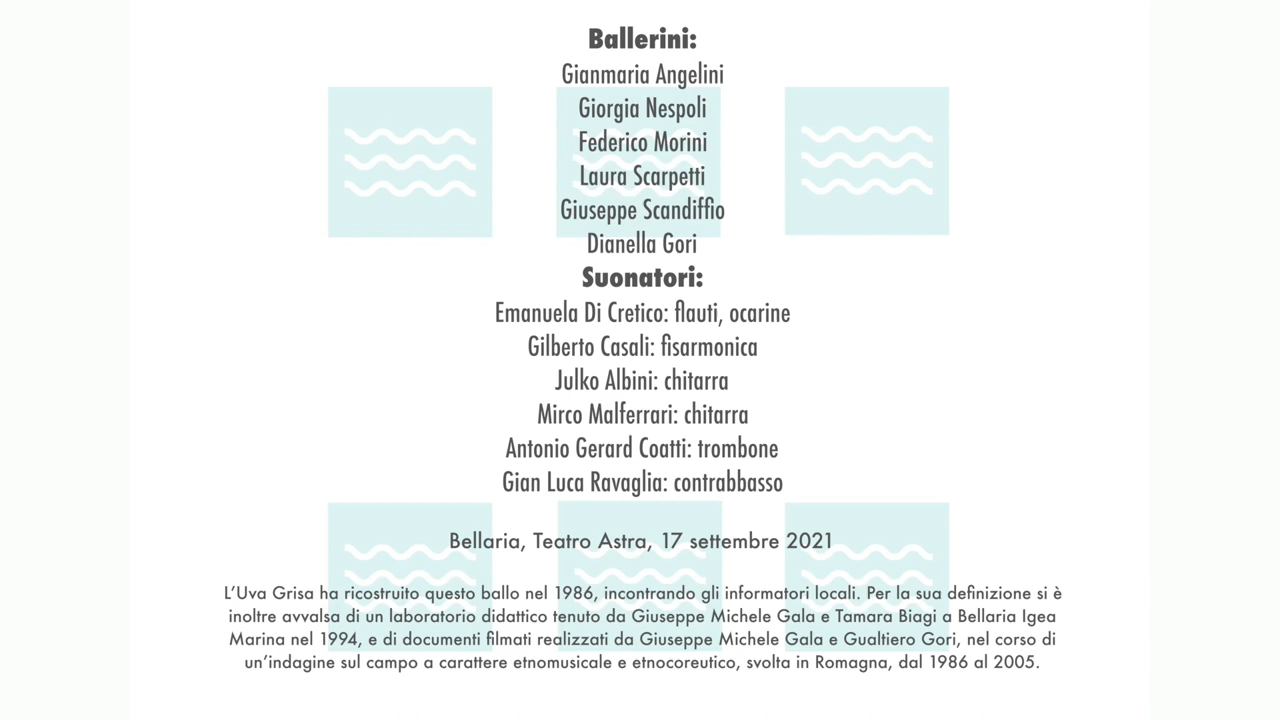 Ballerini:
Gianmaria Angelini
Giorgia Nespoli
Federico Morini
Laura Scarpetti
Giuseppe Scandiffio
Dianella Gori
Suonatori:
Emanuela Di Cretico: flauti, ocarine
Gilberto Casali: fisarmonica
Julko Albini: chitarra
Mirco Malferrari: chitarra
Antonio Gerard Coatti: trombone
Gian Luca Ravaglia: contrabbasso
Bellaria, Teatro Astra, 17 settembre 2021
L’Uva Grisa ha ricostruito questo ballo nel 1986, incontrando gli informatori locali. Per la sua definizione si è
inoltre avvalsa di un laboratorio didattico tenuto da Giuseppe Michele Gala e Tamara Biagi a Bellaria Igea
Marina nel 1994, e di documenti filmati realizzati da Giuseppe Michele Gala e Gualtiero Gori, nel corso di
un’indagine sul campo a carattere etnomusicale e etnocoreutico, svolta in Romagna, dal 1986 al 2005.